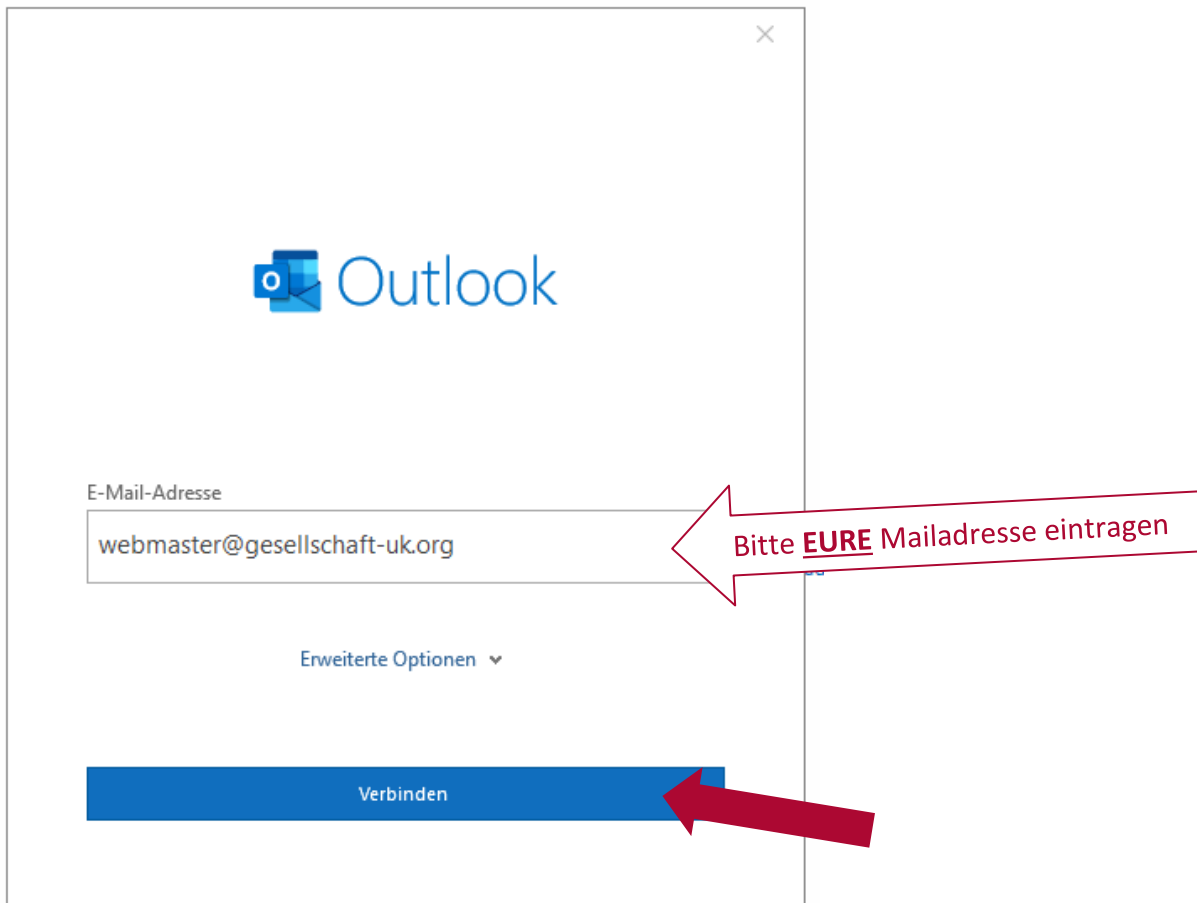 Outlook
E-Mail-Adresse
webmaster@gesellschaft-uk.org
Bitte EURE Mailadresse eintragen
Erweiterte Optionen
Verbinden